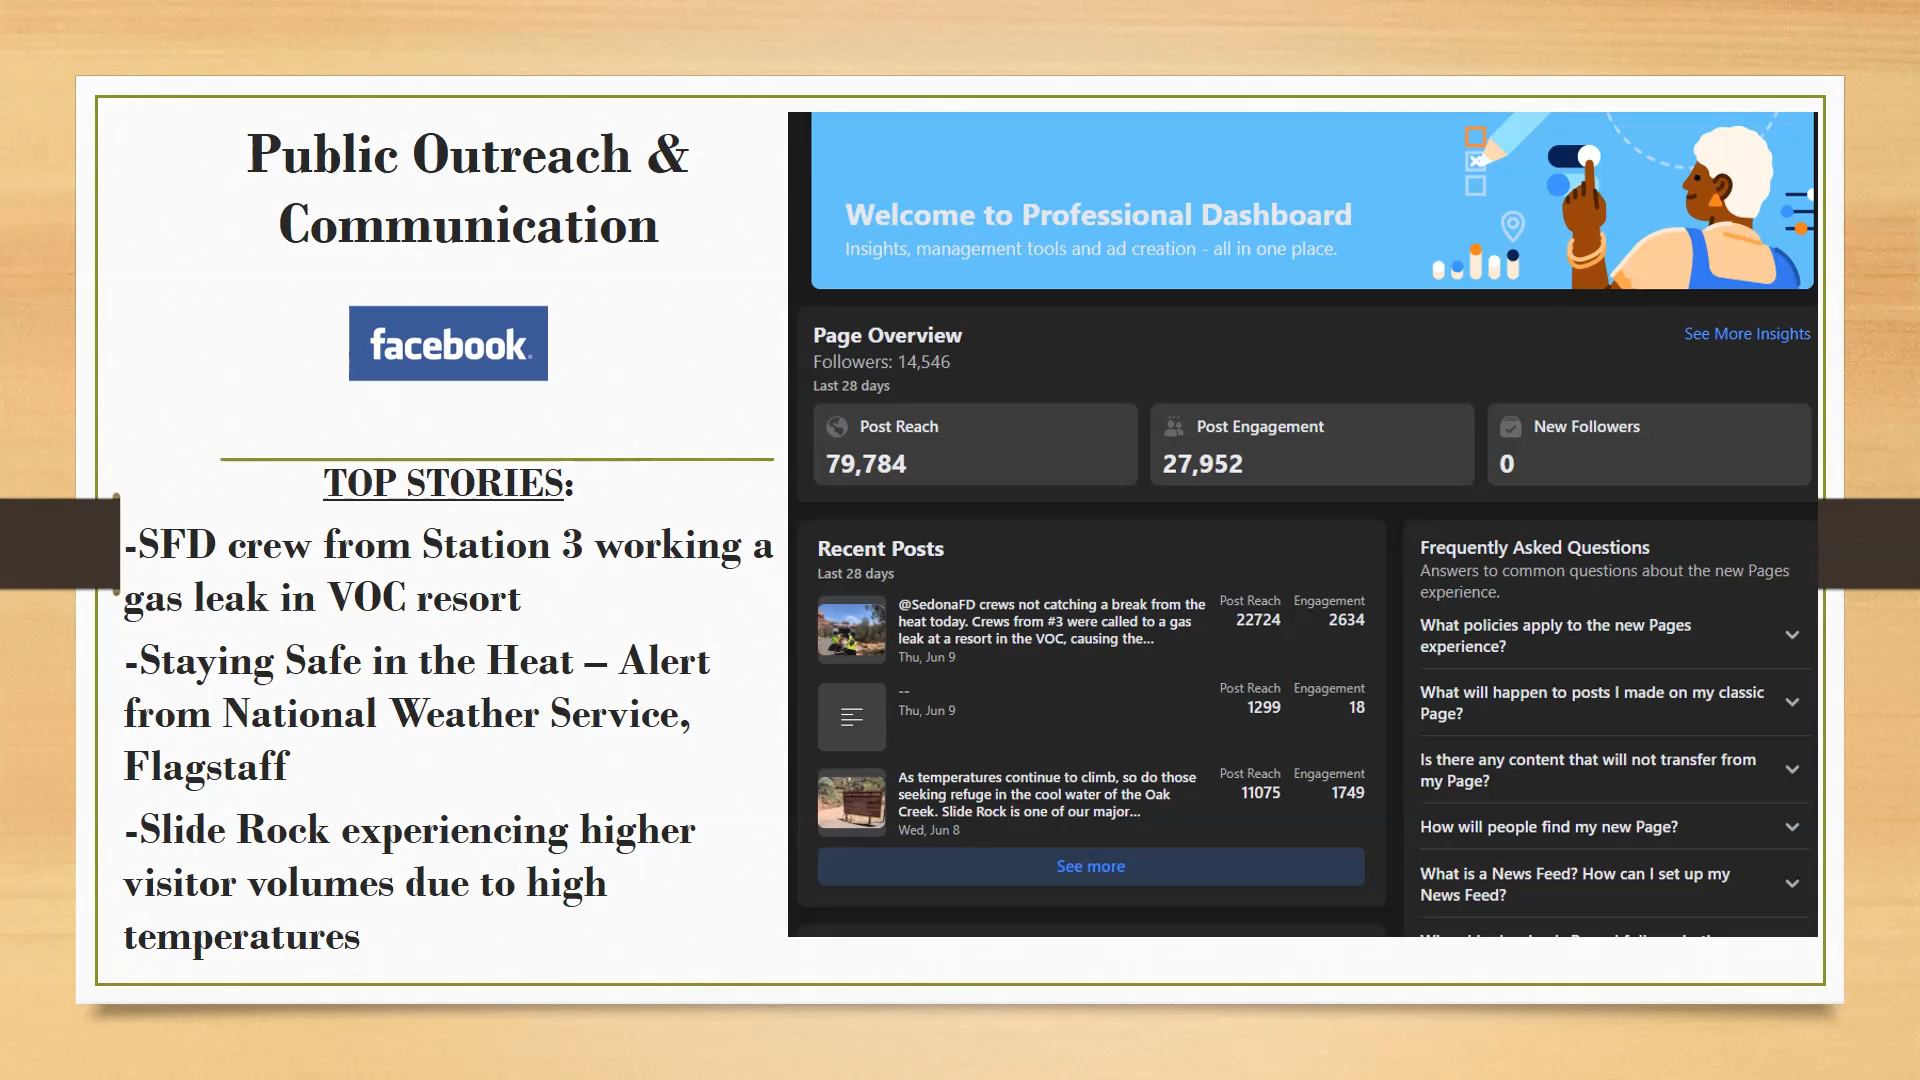 Public Outreach &
Communication
facebook.
TOP STORIES:
-SFD crew from Station 3 working a
gas leak in VOC resort
-Staying Safe in the Heat – Alert
from National Weather Service,
Flagstaff
-Slide Rock experiencing higher
visitor volumes due to high
temperatures
Welcome to Professional Dashboard
Insights, management tools and ad creation - all in one place.
Page Overview
See More Insights
Followers: 14,546
Last 28 days
Post Reach
79,784
Post Engagement
27,952
New Followers
0
Recent Posts
Last 28 days
@SedonaFD crews not catching a break from the
heat today. Crews from #3 were called to a gas
leak at a resort in the VOC, causing the...
Thu, Jun 9
Post Reach Engagement
22724 2634
--
Thu, Jun 9
Post Reach Engagement
1299 18
As temperatures continue to climb, so do those
seeking refuge in the cool water of the Oak
Creek. Slide Rock is one of our major...
Wed, Jun 8
Post Reach Engagement
11075 1749
See more
Frequently Asked Questions
Answers to common questions about the new Pages
experience.
What policies apply to the new Pages
experience?
What will happen to posts I made on my classic
Page?
Is there any content that will not transfer from
my Page?
How will people find my new Page?
What is a News Feed? How can I set up my
News Feed?